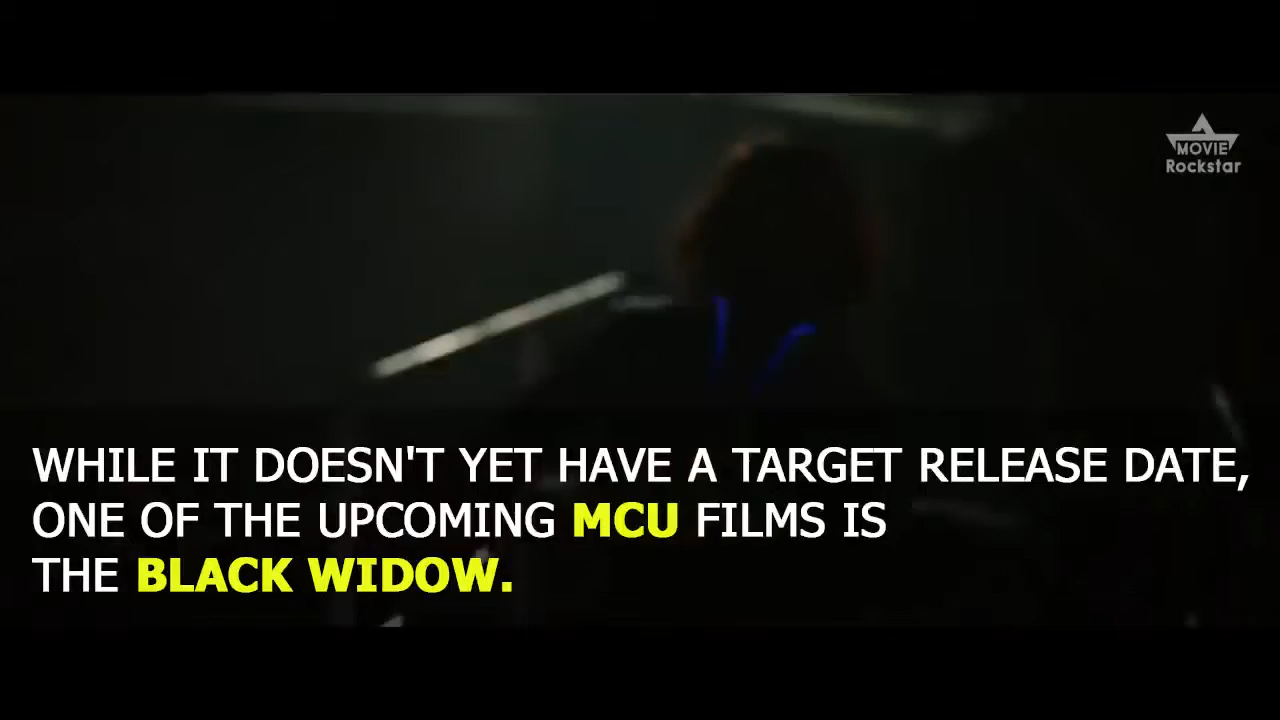 MOVIE
Rockstar
WHILE IT DOESN'T YET HAVE A TARGET RELEASE DATE,
ONE OF THE UPCOMING MCU FILMS IS
THE BLACK WIDOW.